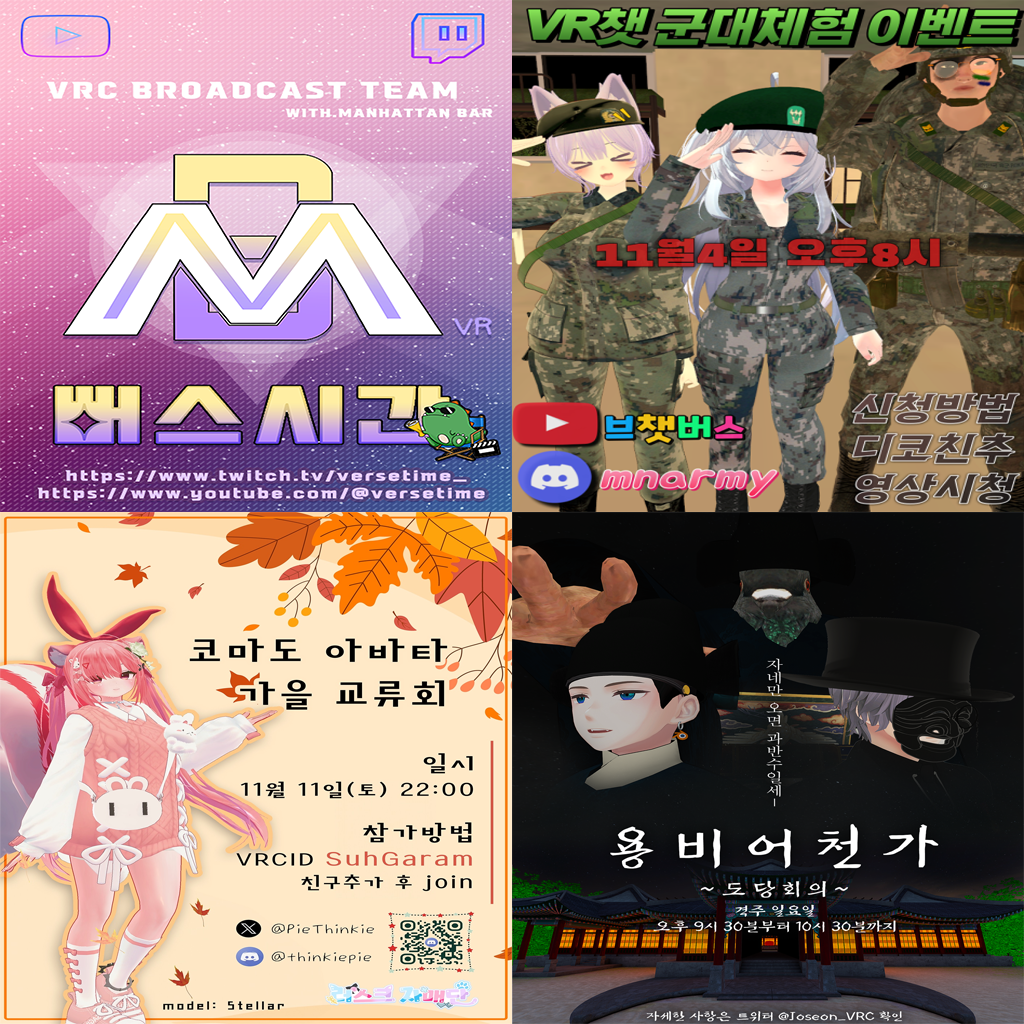 VRC BROADCAST TEAM
WITH.MANHATTAN BAR
VR
뻐스시간
https://www.twitch.tv/versetime_
https://www.youtube.com/@versetime
VR챗 군대체험 이벤트
11월4일 오후8시
브챗버스
mnarmy
신청방법
디코친추
영상시청
코마도 아바타
가을 교류회
일시
11월 11일(토) 22:00
참가방법
VRCID SuhGaram
친구추가 후 join
@PieThinkie
@thinkiepie
model: Stellar
자네만 오면 과반수일세-
용비어천가
~도당회의~
격주 일요일
오후 9시 30분부터 10시 30분까지
자세한 사항은 트위터 @Joseon_VRC 확인